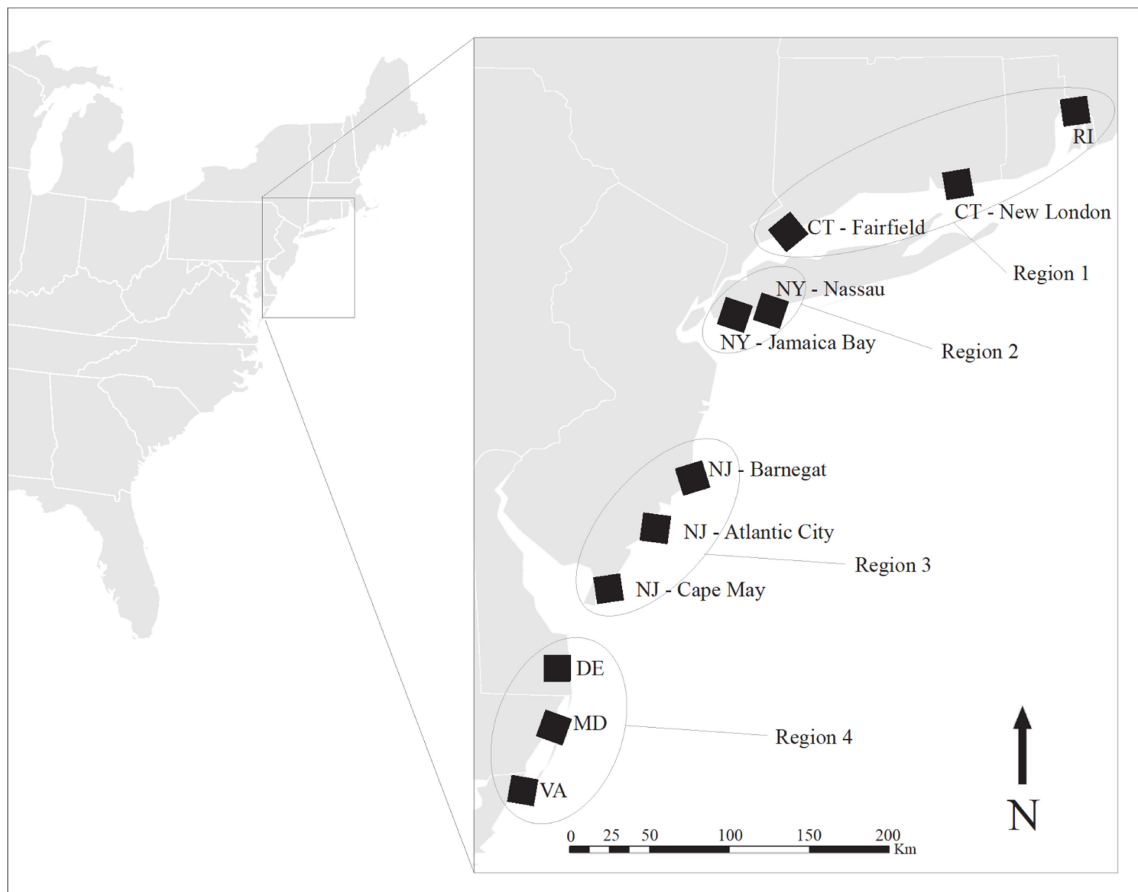 RI
CT - New London
CT - Fairfield
Region 1
NY - Nassau
NY - Jamaica Bay
Region 2
NJ - Barnegat
NJ - Atlantic City
Region 3
NJ - Cape May
DE
MD
Region 4
VA
N
0 25 50 100 150 200
Km